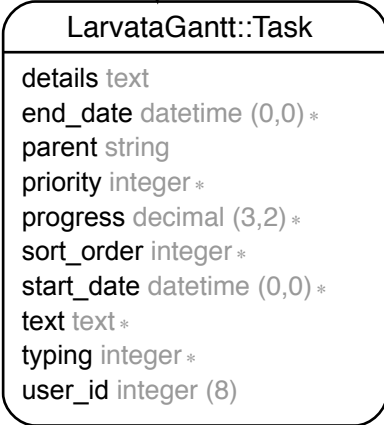 LarvataGantt::Task
details text
end_date datetime (0,0) *
parent string
priority integer *
progress decimal (3,2) *
sort_order integer *
start_date datetime (0,0) *
text text *
typing integer *
user_id integer (8)